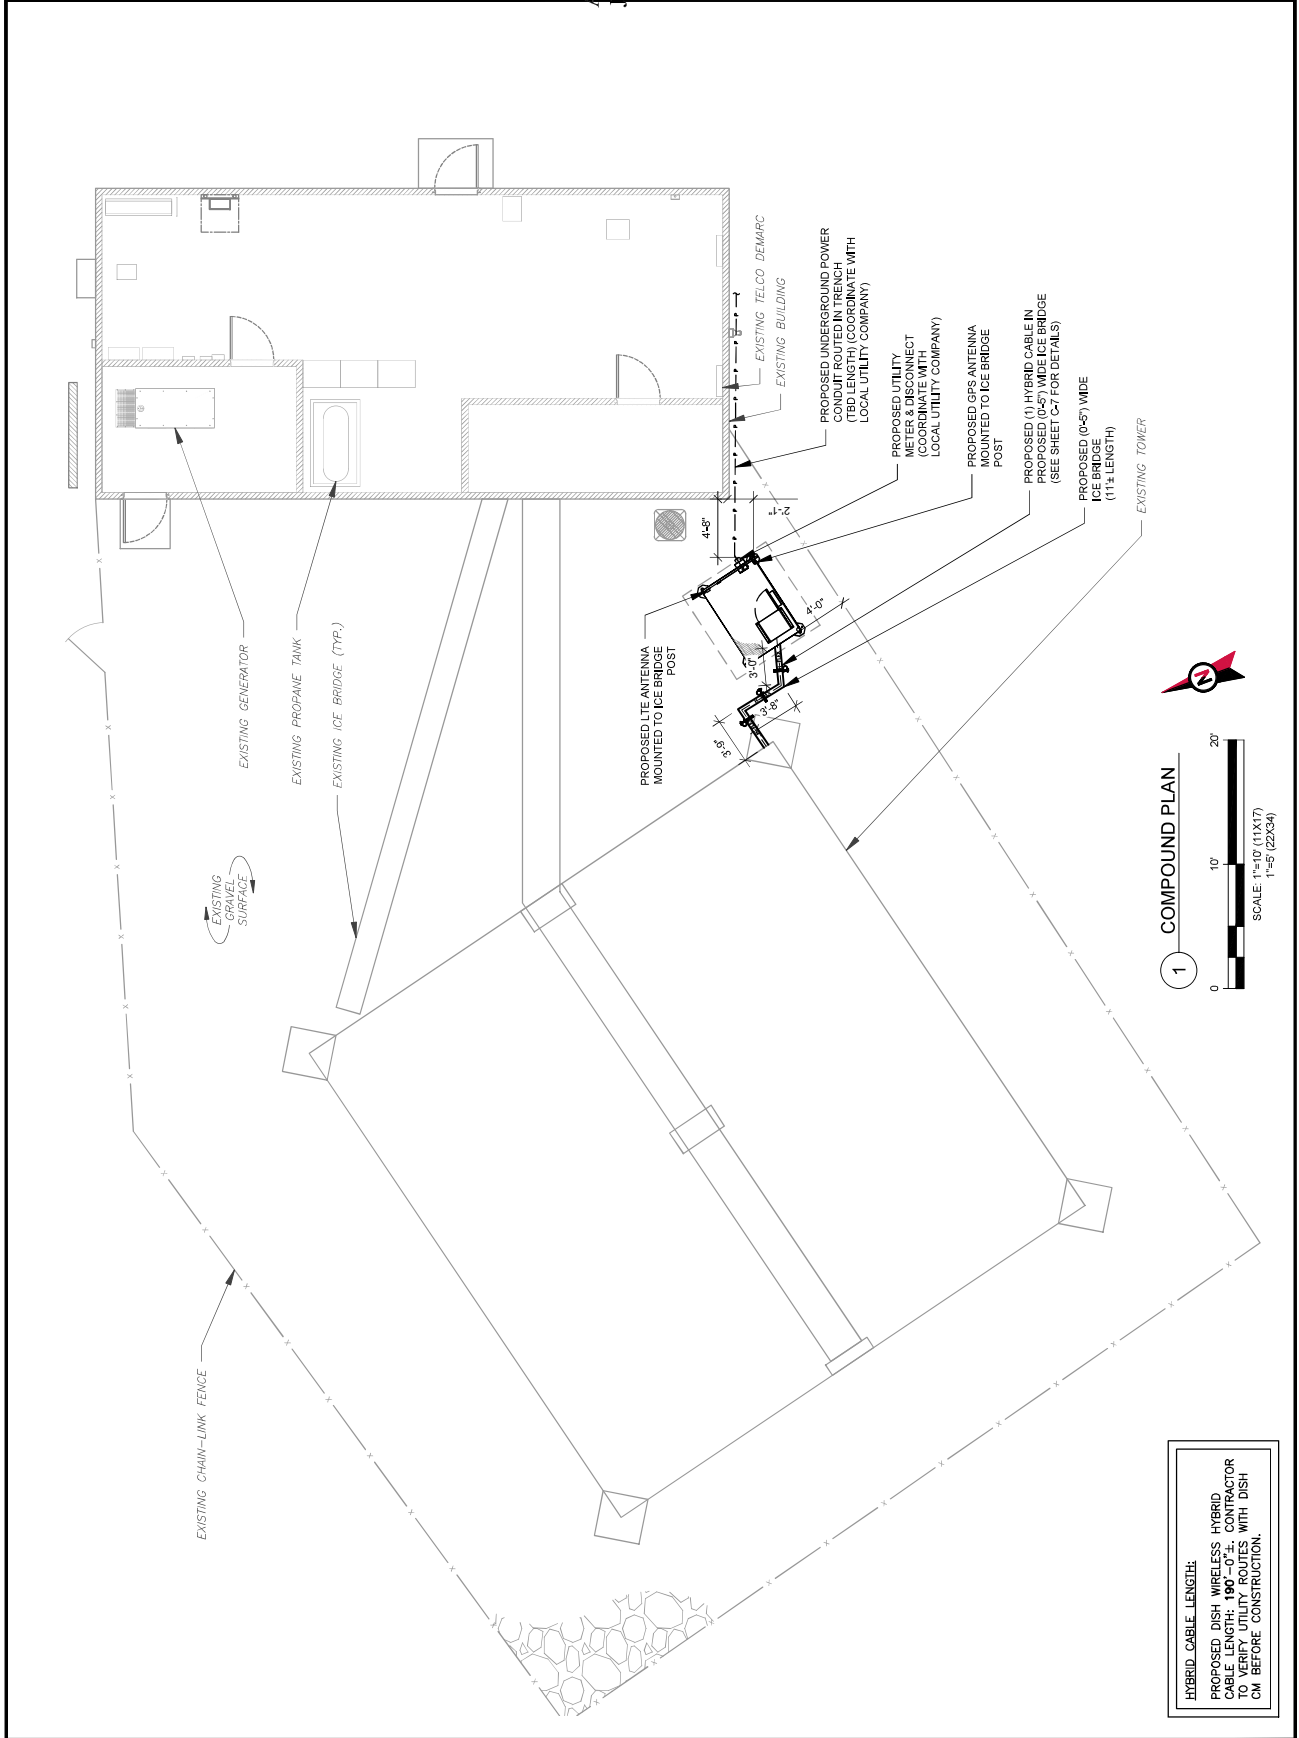 EXISTING CHAIN-LINK FENCE
EXISTING
GRAVEL
SURFACE
EXISTING GENERATOR
EXISTING PROPANE TANK
EXISTING ICE BRIDGE (TYP.)
PROPOSED LTE ANTENNA
MOUNTED TO ICE BRIDGE
POST
4'-8"
2'-1"
4'-0"
3'-0"
3'-8"
3'-9"
EXISTING TELCO DEMARC
EXISTING BUILDING
PROPOSED UNDERGROUND POWER
CONDUIT ROUTED IN TRENCH
(TBD LENGTH) (COORDINATE WITH
LOCAL UTILITY COMPANY)
PROPOSED UTILITY
METER & DISCONNECT
(COORDINATE WITH
LOCAL UTILITY COMPANY)
PROPOSED GPS ANTENNA
MOUNTED TO ICE BRIDGE
POST
PROPOSED (1) HYBRID CABLE IN
PROPOSED (0'-5") WIDE ICE BRIDGE
(SEE SHEET C-7 FOR DETAILS)
PROPOSED (0'-5") WIDE
ICE BRIDGE
(11'± LENGTH)
EXISTING TOWER
N
1
COMPOUND PLAN
0
10'
20'
SCALE: 1"=10' (11X17)
1"=5' (22X34)
HYBRID CABLE LENGTH:
PROPOSED DISH WIRELESS HYBRID
CABLE LENGTH: 190'-0"±. CONTRACTOR
TO VERIFY UTILITY ROUTES WITH DISH
CM BEFORE CONSTRUCTION.